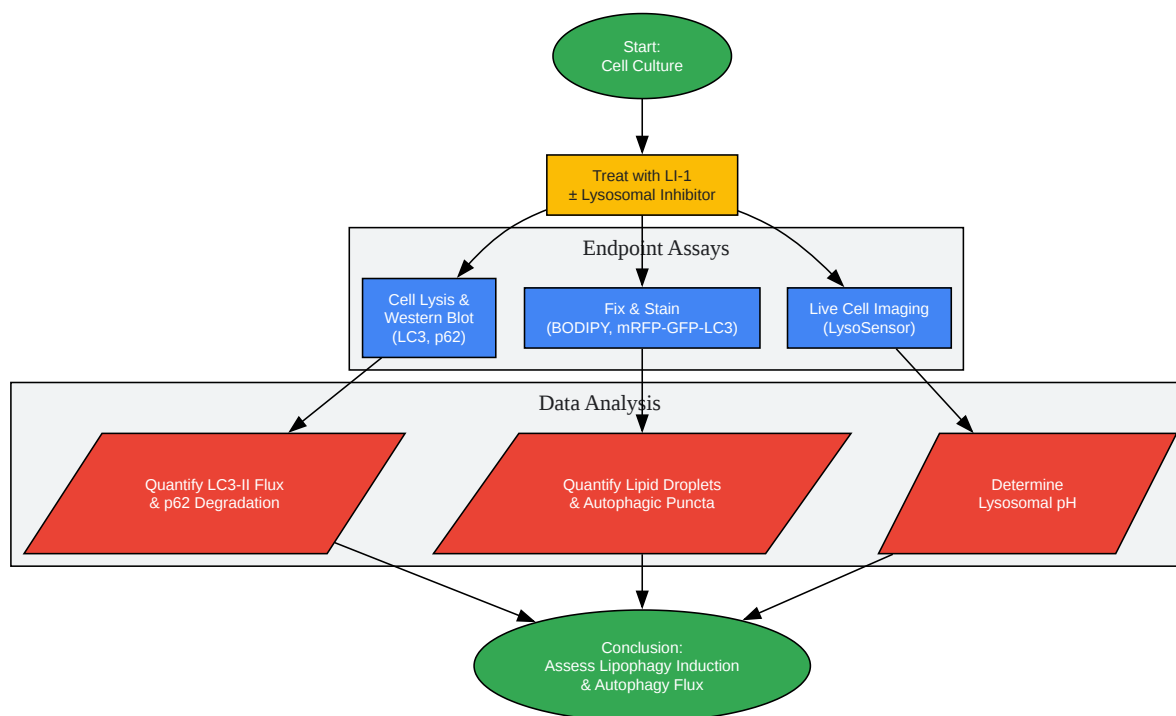 Start:
Cell Culture
Treat with LI-1
± Lysosomal Inhibitor
Endpoint Assays
Cell Lysis &
Western Blot
(LC3, p62)
Fix & Stain
(BODIPY, mRFP-GFP-LC3)
Live Cell Imaging
(LysoSensor)
Data Analysis
Quantify LC3-II Flux
& p62 Degradation
Quantify Lipid Droplets
& Autophagic Puncta
Determine
Lysosomal pH
Conclusion:
Assess Lipophagy Induction
& Autophagy Flux